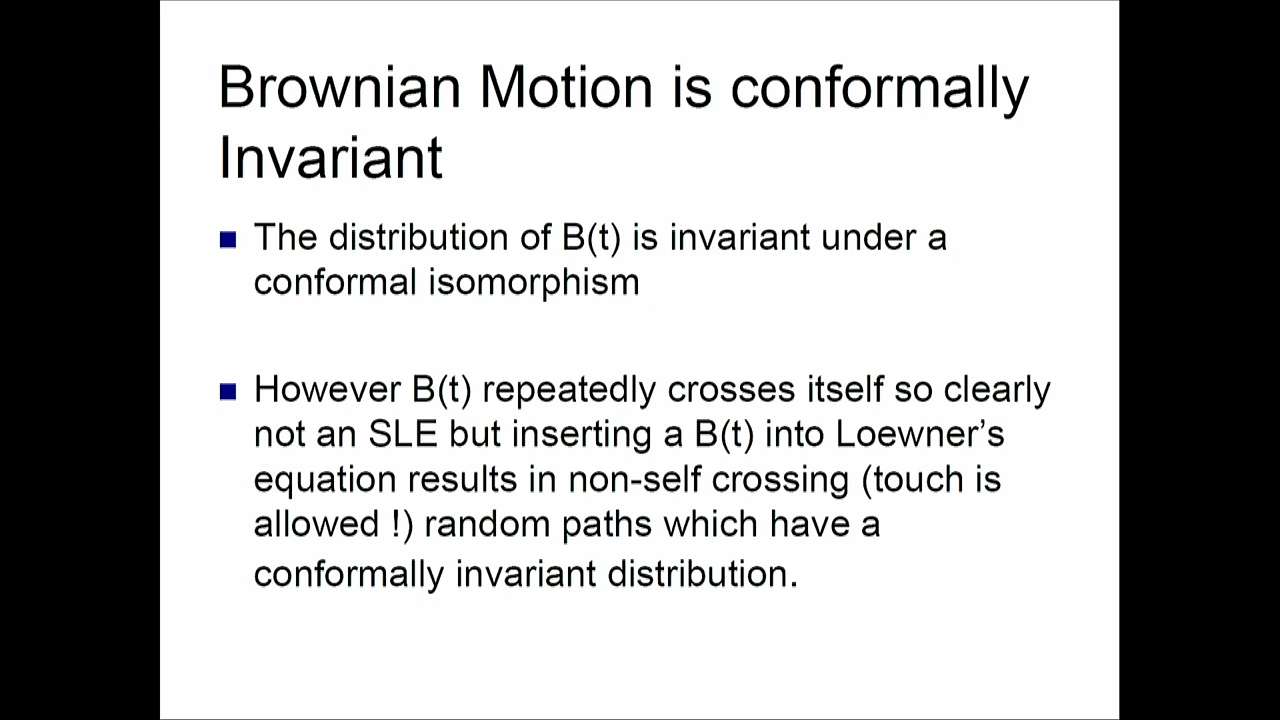 Brownian Motion is conformally
Invariant
The distribution of B(t) is invariant under a
conformal isomorphism
However B(t) repeatedly crosses itself so clearly
not an SLE but inserting a B(t) into Loewner’s
equation results in non-self crossing (touch is
allowed !) random paths which have a
conformally invariant distribution.